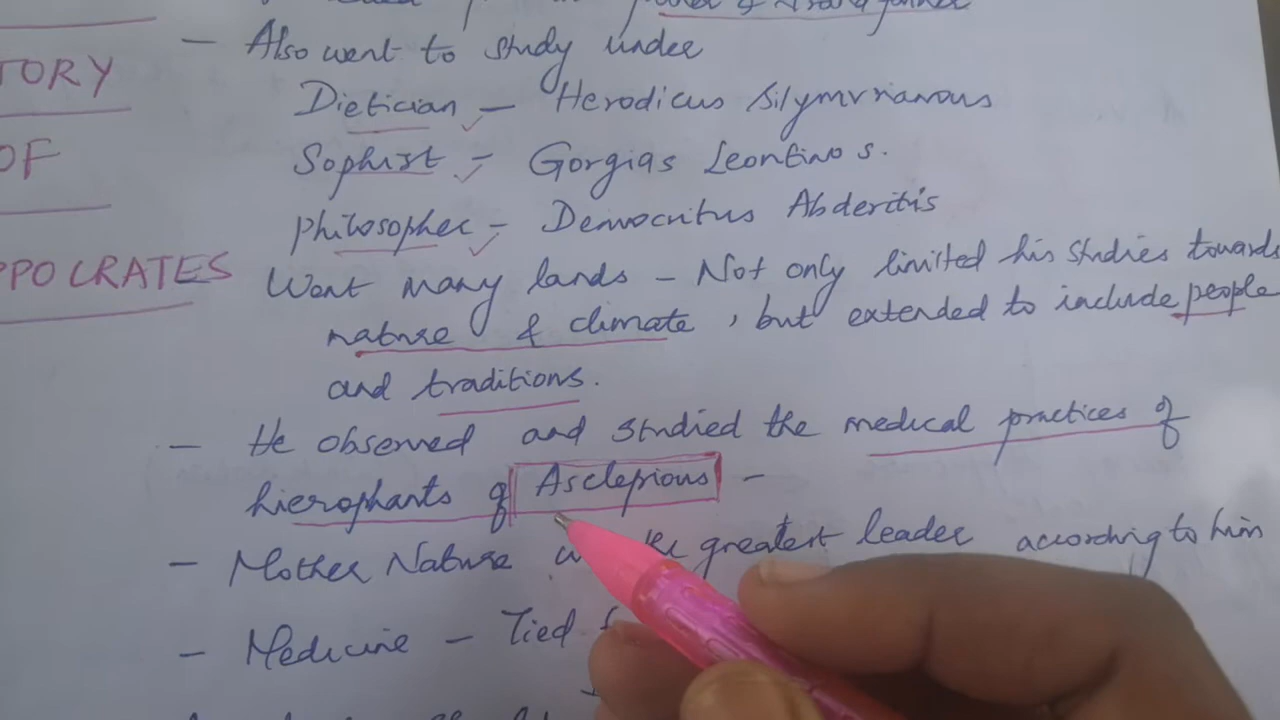 - Also went to study under
Dietician - Herodicus Silymvrianous
Sophist - Gorgias Leontinos.
Philosopher - Democritus Abderitis
TORY
OF
PPOCRATES
Went many lands - Not only limited his studies towards
nature & climate, but extended to include people
and traditions.
- He observed and studied the medical practices of
hierophants of Asclepious -
- Mother Nature the greatest leader according to him
- Medicine - Tied